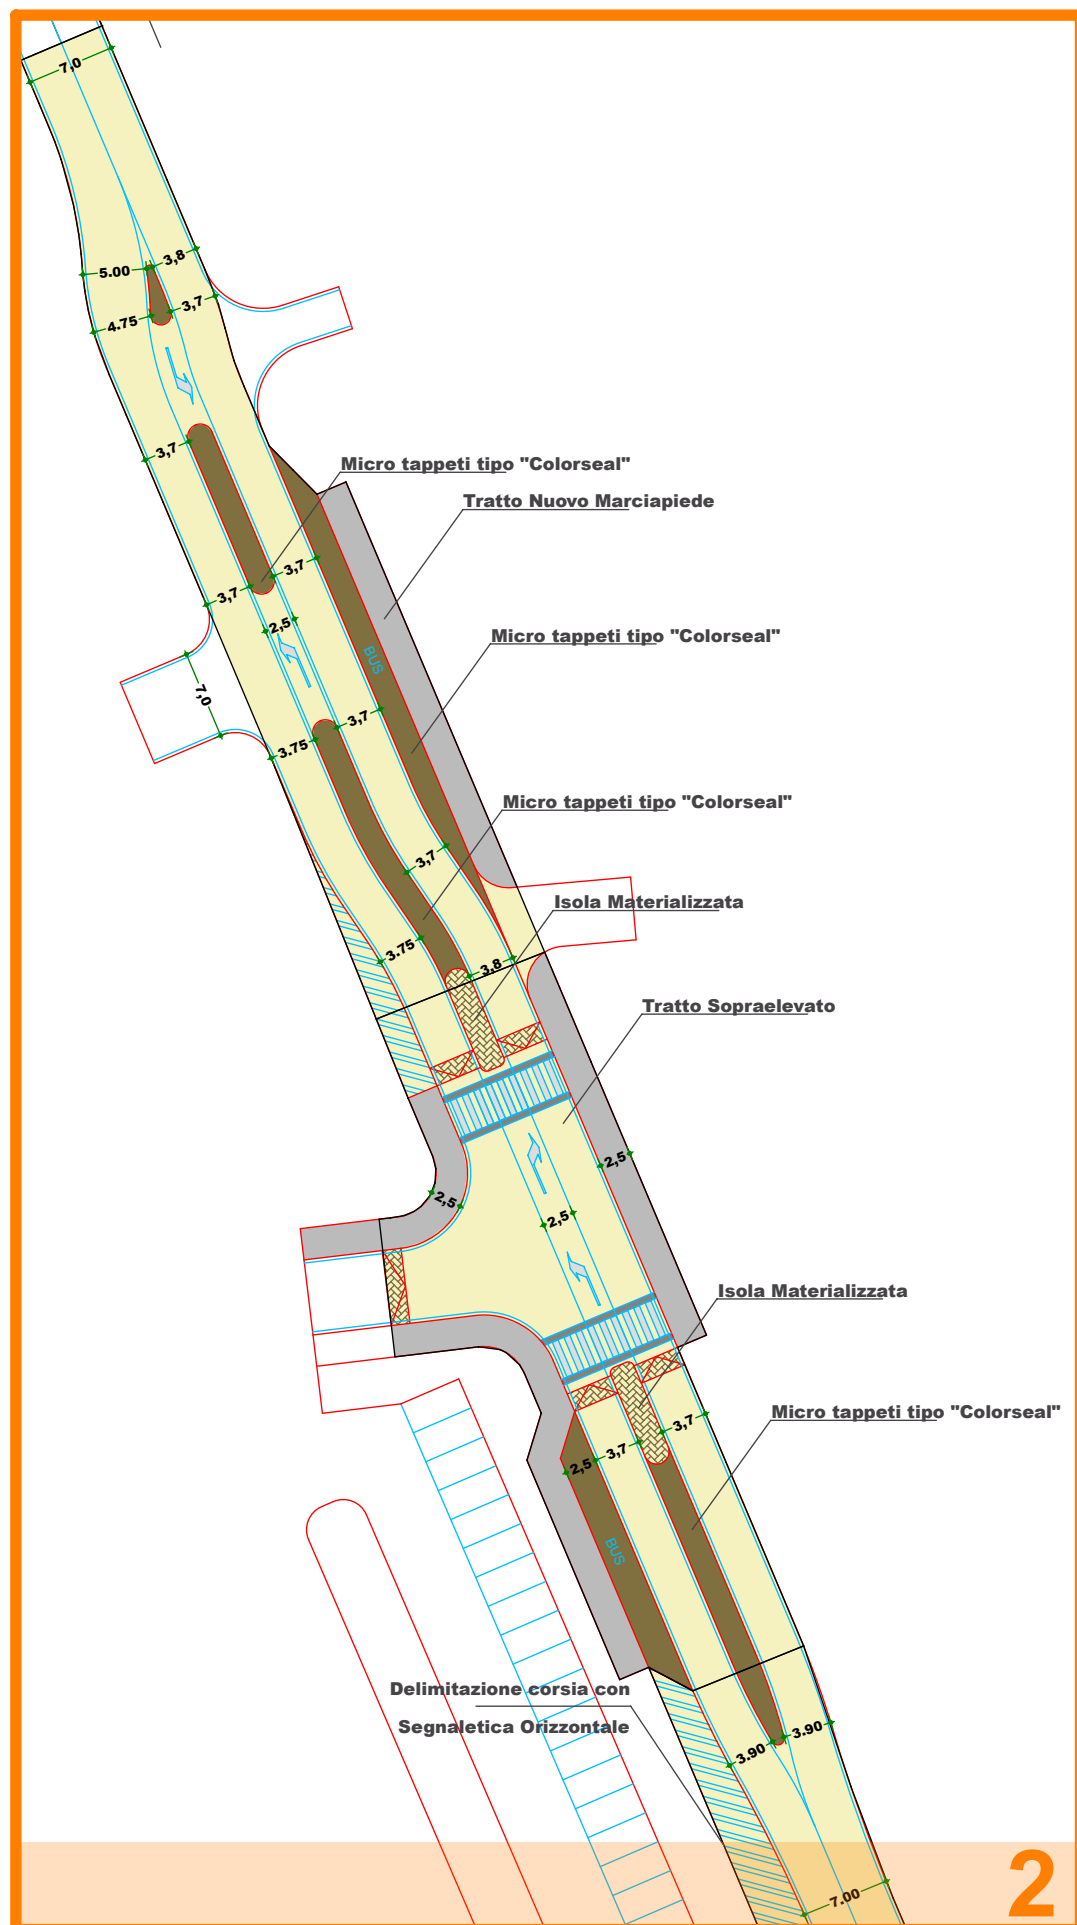 7,0
3,8
5.00
3,7
4.75
3,7
Micro tappeti tipo "Colorseal"
Tratto Nuovo Marciapiede
3,7
3,7
2,5
Micro tappeti tipo "Colorseal"
BUS
7,0
3,7
3.75
Micro tappeti tipo "Colorseal"
3,7
Isola Materializzata
3.75
3,8
Tratto Sopraelevato
2,5
2,5
2,5
Isola Materializzata
Micro tappeti tipo "Colorseal"
3,7
3,7
2,5
BUS
Delimitazione corsia con
Segnaletica Orizzontale
3.90
3.90
7.00
2